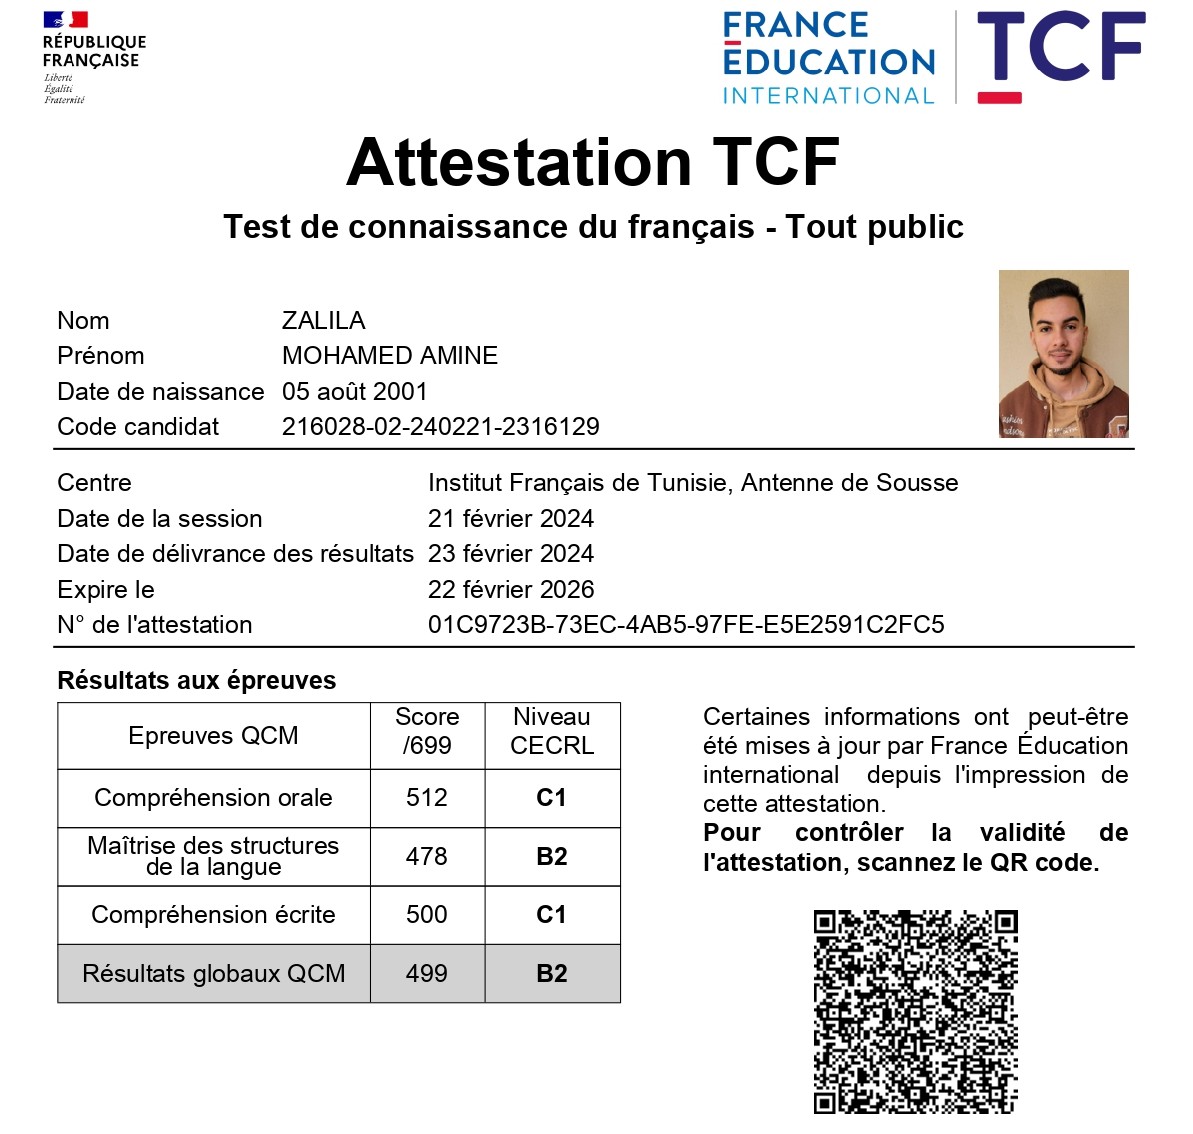 RÉPUBLIQUE
FRANÇAISE
Liberté
Égalité
Fraternité
FRANCE
ÉDUCATION
INTERNATIONAL
TCF
Attestation TCF
Test de connaissance du français - Tout public
Nom ZALILA
Prénom MOHAMED AMINE
Date de naissance 05 août 2001
Code candidat 216028-02-240221-2316129
Centre Institut Français de Tunisie, Antenne de Sousse
Date de la session 21 février 2024
Date de délivrance des résultats 23 février 2024
Expire le 22 février 2026
N° de l'attestation 01C9723B-73EC-4AB5-97FE-E5E2591C2FC5
Résultats aux épreuves
Epreuves QCM Score /699 Niveau CECRL
Compréhension orale 512 C1
Maîtrise des structures de la langue 478 B2
Compréhension écrite 500 C1
Résultats globaux QCM 499 B2
Certaines informations ont peut-être
été mises à jour par France Éducation
international depuis l'impression de
cette attestation.
Pour contrôler la validité de
l'attestation, scannez le QR code.